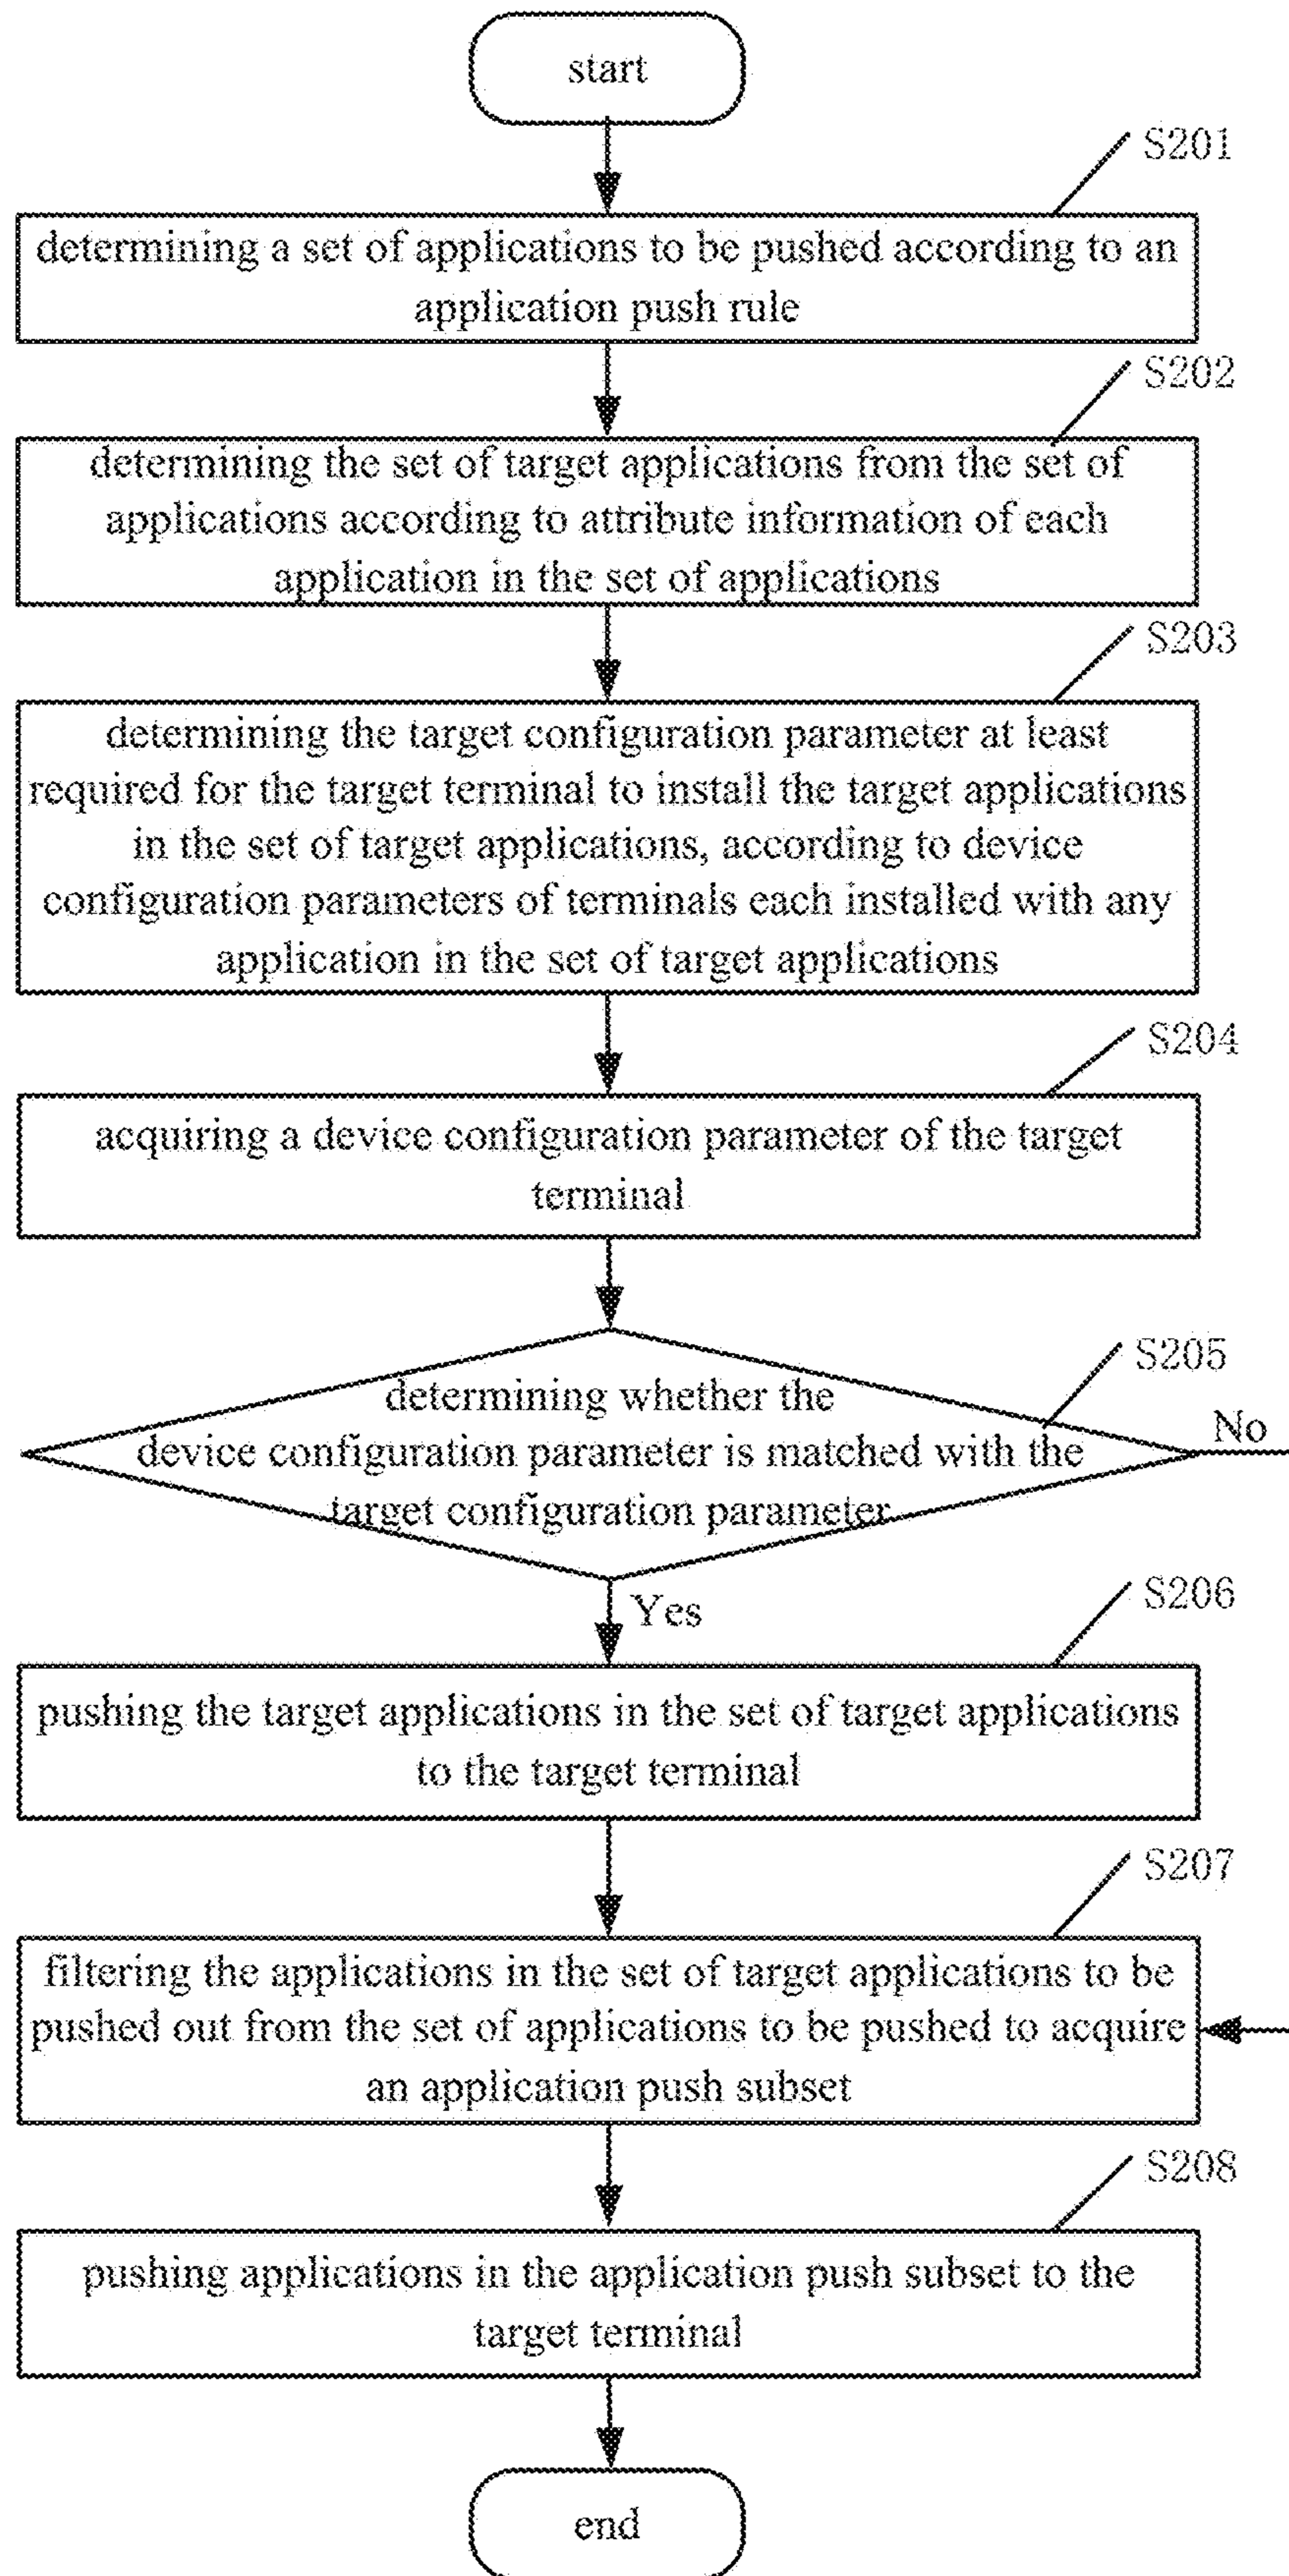 start
S201
determining a set of applications to be pushed according to an
application push rule
S202
determining the set of target applications from the set of
applications according to attribute information of each
application in the set of applications
S203
determining the target configuration parameter at least
required for the target terminal to install the target applications
in the set of target applications, according to device
configuration parameters of terminals each installed with any
application in the set of target applications
S204
acquiring a device configuration parameter of the target
terminal
S205
determining whether the
device configuration parameter is matched with the
target configuration parameter
No
Yes
S206
pushing the target applications in the set of target applications
to the target terminal
S207
filtering the applications in the set of target applications to be
pushed out from the set of applications to be pushed to acquire
an application push subset
S208
pushing applications in the application push subset to the
target terminal
end